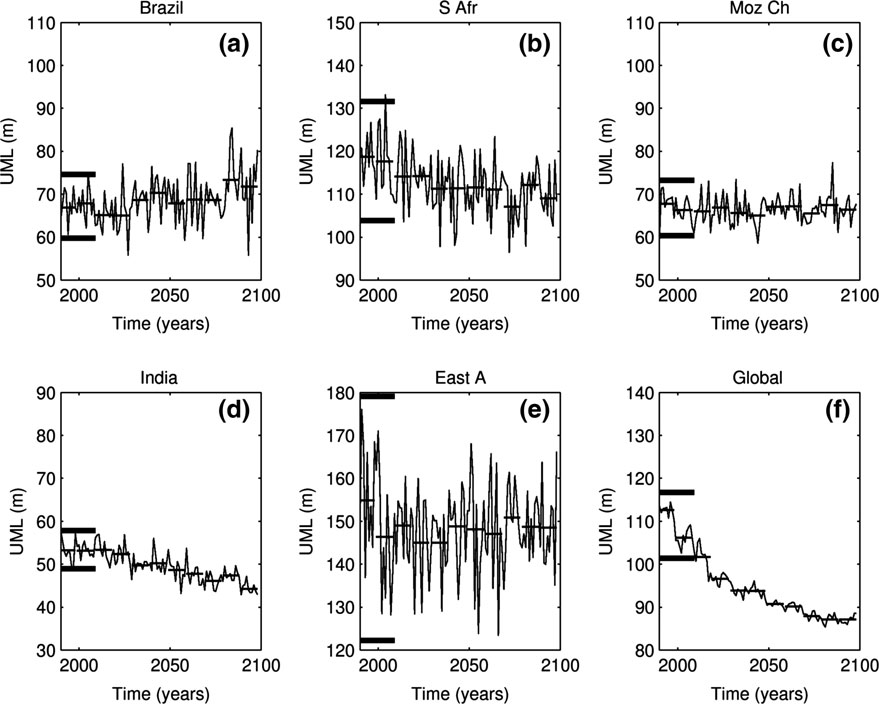 Brazil
(a)
110
100
90
80
70
60
50
UML (m)
2000 2050 2100
Time (years)
S Afr
(b)
150
140
130
120
110
100
90
UML (m)
2000 2050 2100
Time (years)
Moz Ch
(c)
110
100
90
80
70
60
50
UML (m)
2000 2050 2100
Time (years)
India
(d)
90
80
70
60
50
40
30
UML (m)
2000 2050 2100
Time (years)
East A
(e)
180
170
160
150
140
130
120
UML (m)
2000 2050 2100
Time (years)
Global
(f)
140
130
120
110
100
90
80
UML (m)
2000 2050 2100
Time (years)